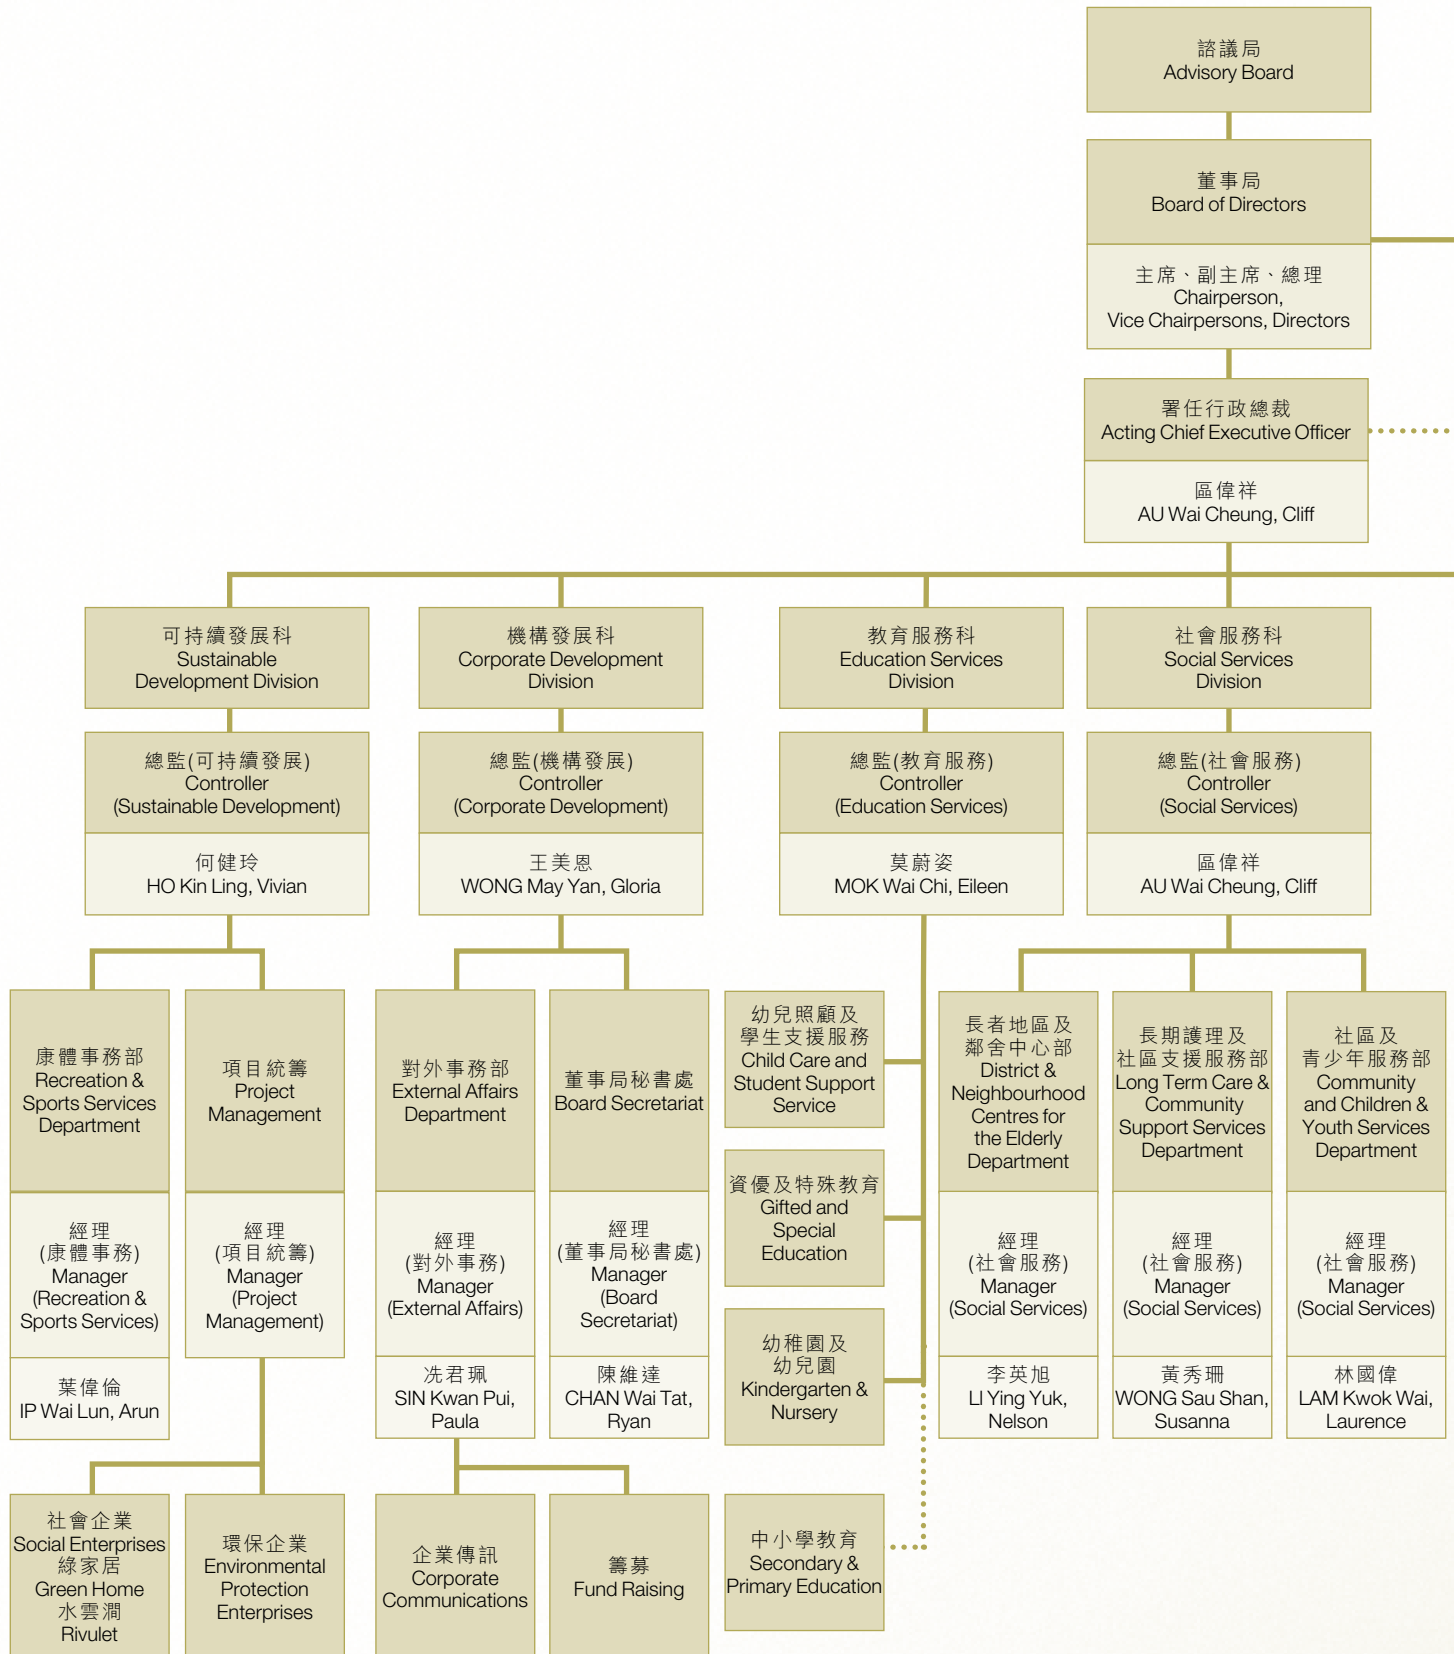 諮議局
Advisory Board
董事局
Board of Directors
主席、副主席、總理
Chairperson,
Vice Chairpersons, Directors
署任行政總裁
Acting Chief Executive Officer
區偉祥
AU Wai Cheung, Cliff
可持續發展科
Sustainable
Development Division
總監(可持續發展)
Controller
(Sustainable Development)
何健玲
HO Kin Ling, Vivian
機構發展科
Corporate Development
Division
總監(機構發展)
Controller
(Corporate Development)
王美恩
WONG May Yan, Gloria
教育服務科
Education Services
Division
總監(教育服務)
Controller
(Education Services)
莫蔚姿
MOK Wai Chi, Eileen
社會服務科
Social Services
Division
總監(社會服務)
Controller
(Social Services)
區偉祥
AU Wai Cheung, Cliff
康體事務部
Recreation &
Sports Services
Department
經理
(康體事務)
Manager
(Recreation &
Sports Services)
葉偉倫
IP Wai Lun, Arun
項目統籌
Project
Management
經理
(項目統籌)
Manager
(Project
Management)
社會企業
Social Enterprises
綠家居
Green Home
水雲澗
Rivulet
環保企業
Environmental
Protection
Enterprises
對外事務部
External Affairs
Department
經理
(對外事務)
Manager
(External Affairs)
冼君珮
SIN Kwan Pui,
Paula
董事局秘書處
Board Secretariat
經理
(董事局秘書處)
Manager
(Board
Secretariat)
陳維達
CHAN Wai Tat,
Ryan
企業傳訊
Corporate
Communications
籌募
Fund Raising
幼兒照顧及
學生支援服務
Child Care and
Student Support
Service
資優及特殊教育
Gifted and
Special
Education
幼稚園及
幼兒園
Kindergarten &
Nursery
中小學教育
Secondary &
Primary Education
長者地區及
鄰舍中心部
District &
Neighbourhood
Centres for
the Elderly
Department
經理
(社會服務)
Manager
(Social Services)
李英旭
LI Ying Yuk,
Nelson
長期護理及
社區支援服務部
Long Term Care &
Community
Support Services
Department
經理
(社會服務)
Manager
(Social Services)
黃秀珊
WONG Sau Shan,
Susanna
社區及
青少年服務部
Community
and Children &
Youth Services
Department
經理
(社會服務)
Manager
(Social Services)
林國偉
LAM Kwok Wai,
Laurence